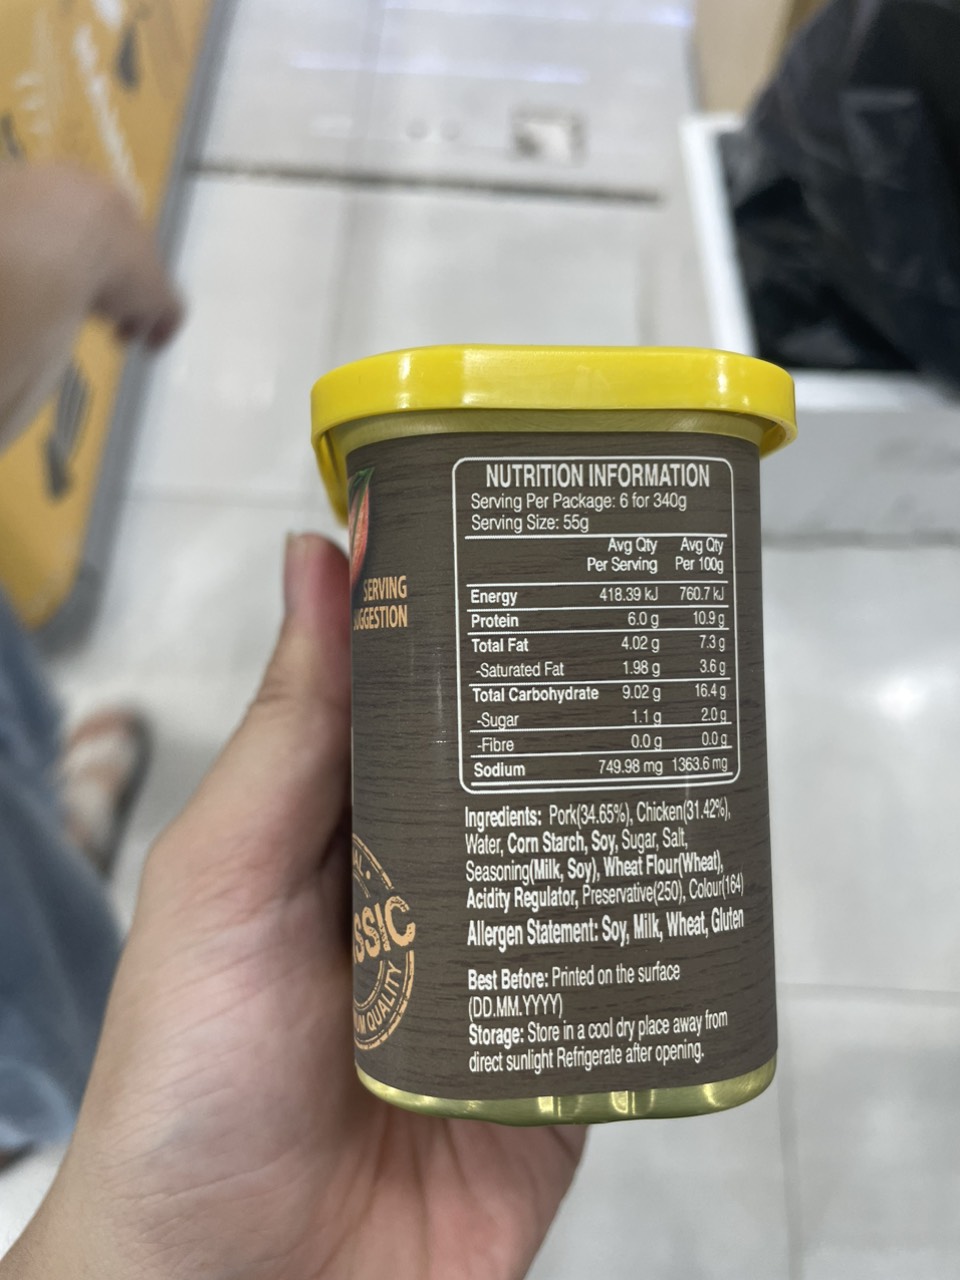 SERVING
SUGGESTION
NUTRITION INFORMATION
Serving Per Package: 6 for 340g
Serving Size: 55g
Avg Qty Per Serving Avg Qty Per 100g
Energy 418.39 kJ 760.7 kJ
Protein 6.0 g 10.9 g
Total Fat 4.02 g 7.3 g
-Saturated Fat 1.98 g 3.6 g
Total Carbohydrate 9.02 g 16.4 g
-Sugar 1.1 g 2.0 g
-Fibre 0.0 g 0.0 g
Sodium 749.98 mg 1363.6 mg
Ingredients: Pork(34.65%), Chicken(31.42%),
Water, Corn Starch, Soy, Sugar, Salt,
Seasoning(Milk, Soy), Wheat Flour(Wheat),
Acidity Regulator, Preservative(250), Colour(164)
Allergen Statement: Soy, Milk, Wheat, Gluten
Best Before: Printed on the surface
(DD.MM.YYYY)
Storage: Store in a cool dry place away from
direct sunlight Refrigerate after opening.
SSIC
QUALITY